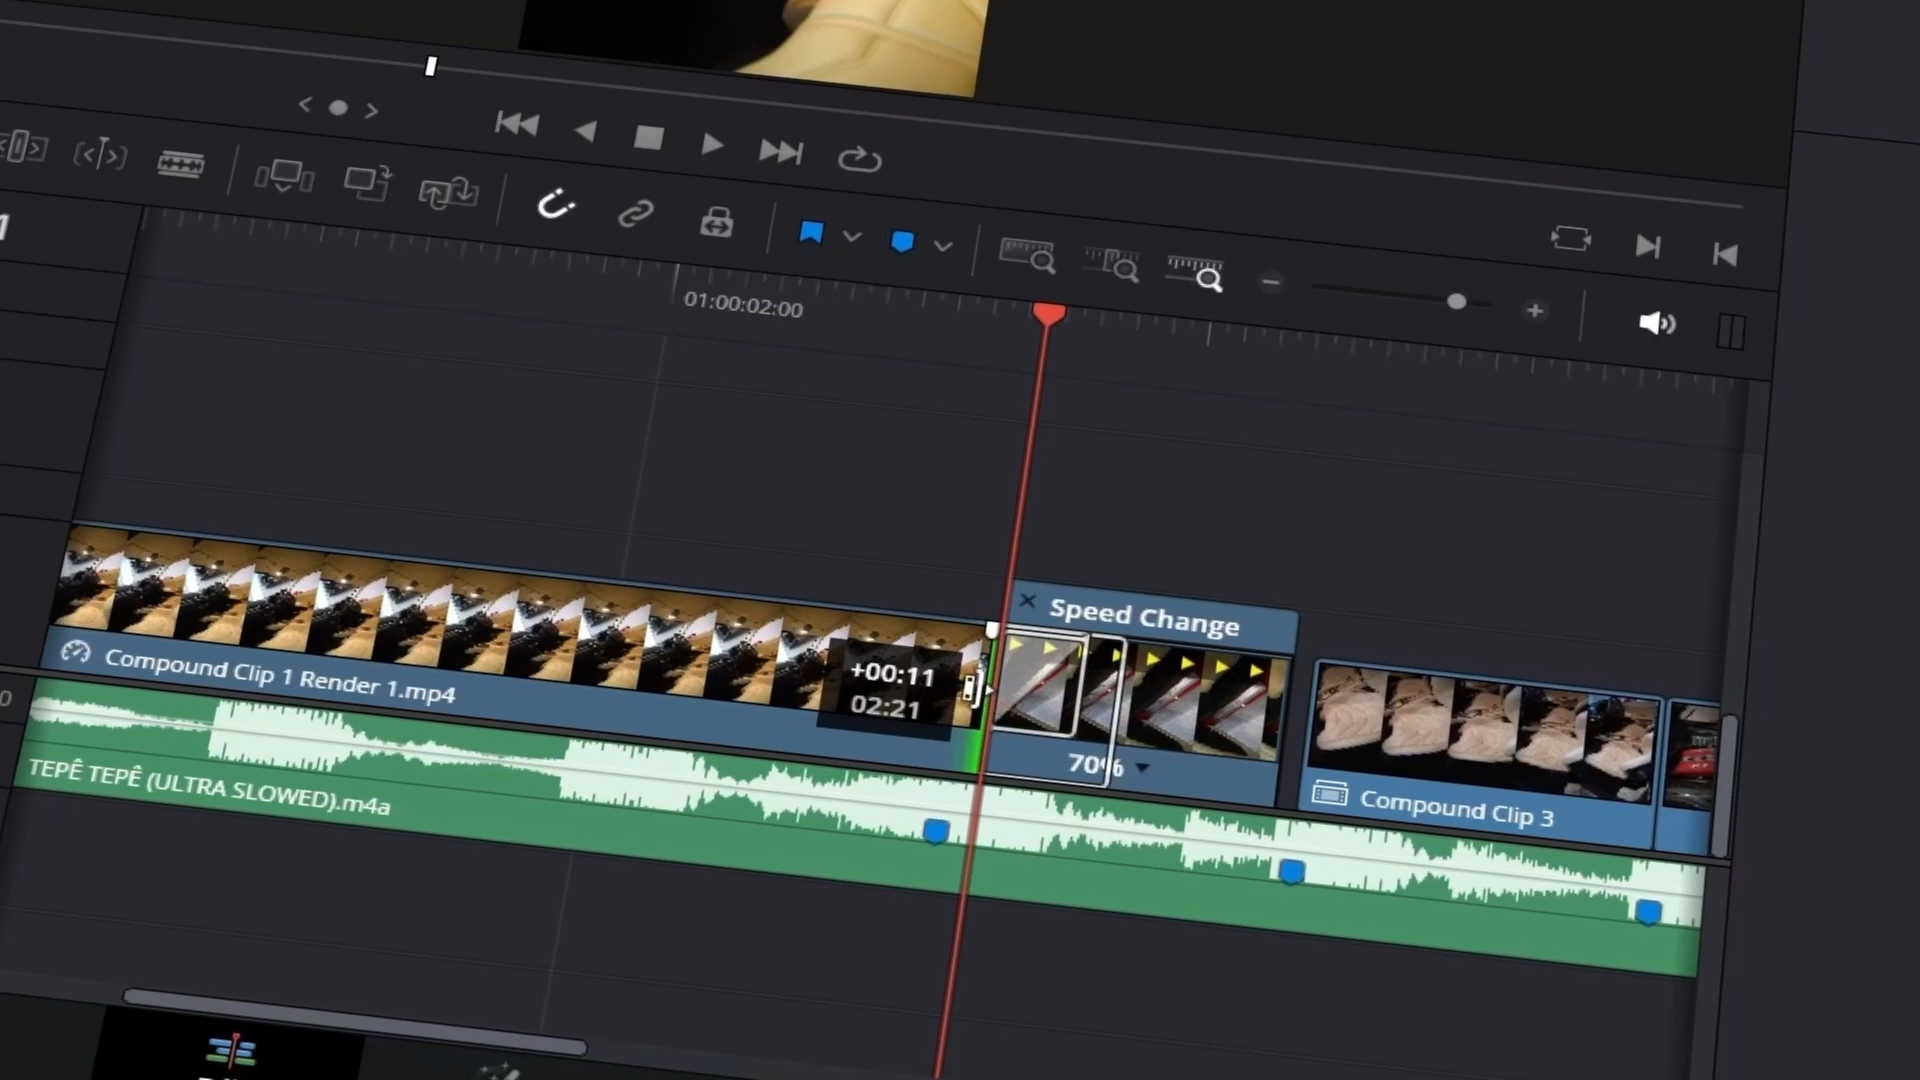 01:00:02:00
Speed Change
+00:11
02:21
Compound Clip 1 Render 1.mp4
70%
Compound Clip 3
TEPÊ TEPÊ (ULTRA SLOWED).m4a